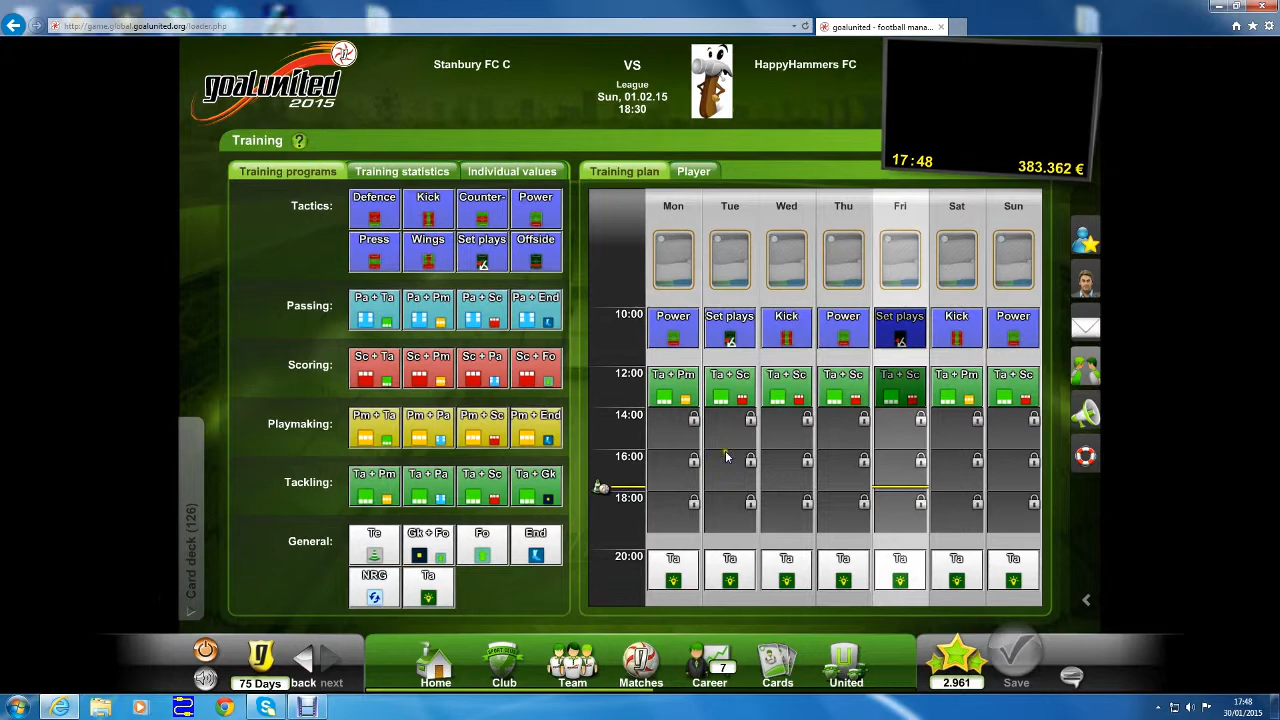 http://game.global.goalunited.org/loader.php
goalunited - football mana...
goalunited
2015
Stanbury FC C
VS
HappyHammers FC
League
Sun, 01.02.15
18:30
17:48
383.362 €
Training ?
Training programs
Training statistics
Individual values
Training plan
Player
Tactics:
Defence
Kick
Counter-
Power
Press
Wings
Set plays
Offside
Passing:
Pa + Ta
Pa + Pm
Pa + Sc
Pa + End
Scoring:
Sc + Ta
Sc + Pm
Sc + Pa
Sc + Fo
Playmaking:
Pm + Ta
Pm + Pa
Pm + Sc
Pm + End
Tackling:
Ta + Pm
Ta + Pa
Ta + Sc
Ta + Gk
General:
Te
Gk + Fo
Fo
End
NRG
Ta
Mon
Tue
Wed
Thu
Fri
Sat
Sun
10:00
Power
Set plays
Kick
Power
Set plays
Kick
Power
12:00
Ta + Pm
Ta + Sc
Ta + Sc
Ta + Sc
Ta + Sc
Ta + Pm
Ta + Sc
14:00
16:00
18:00
20:00
Ta
Ta
Ta
Ta
Ta
Ta
Ta
Card deck (126)
75 Days
back
next
Home
Club
Team
Matches
Career
7
Cards
United
2.961
Save
17:48
30/01/2015